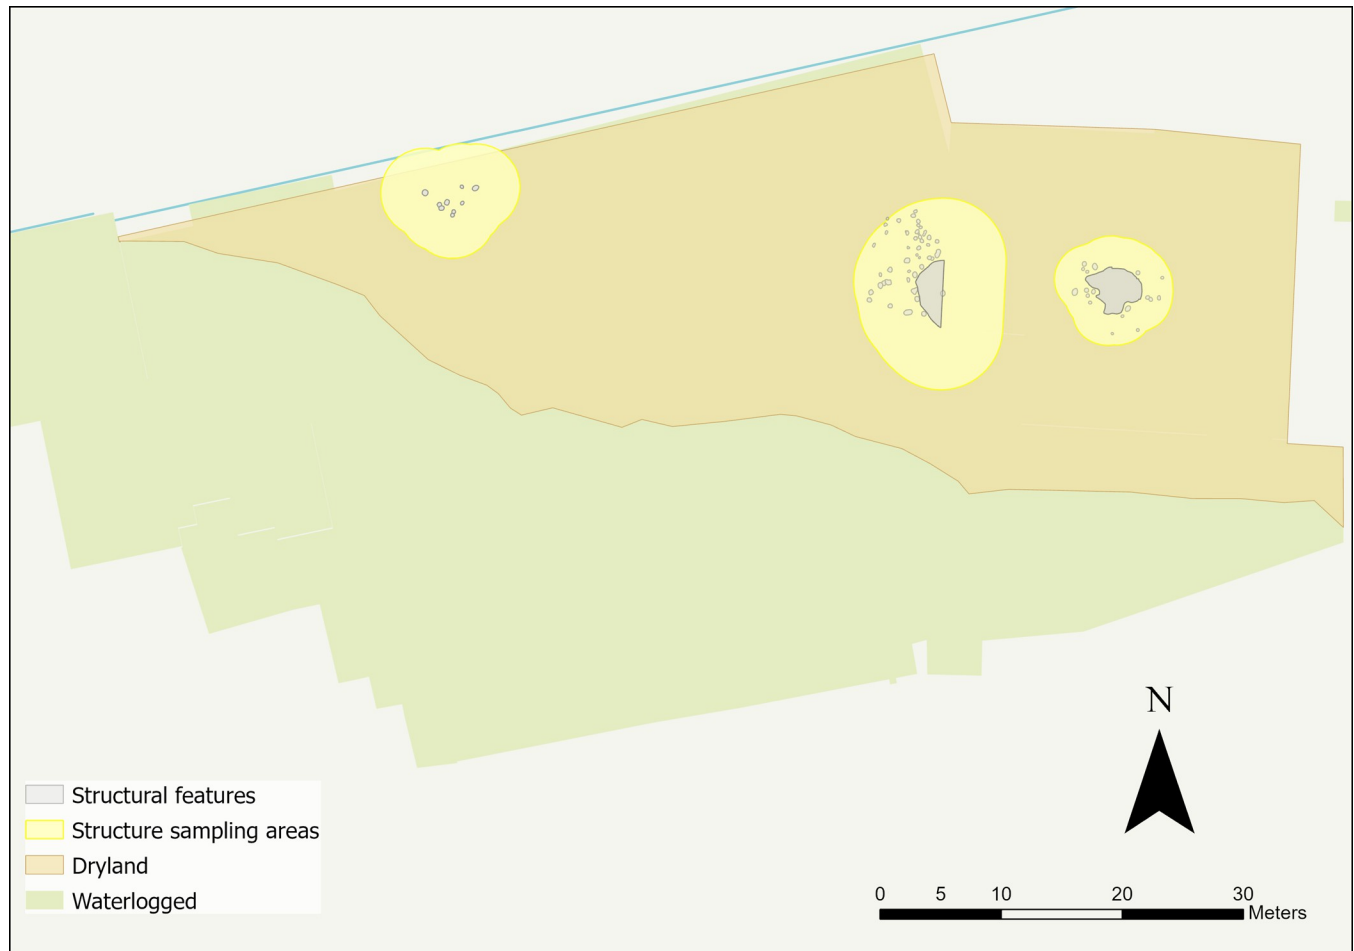 N
Structural features
Structure sampling areas
Dryland
Waterlogged
0 5 10 20 30
Meters